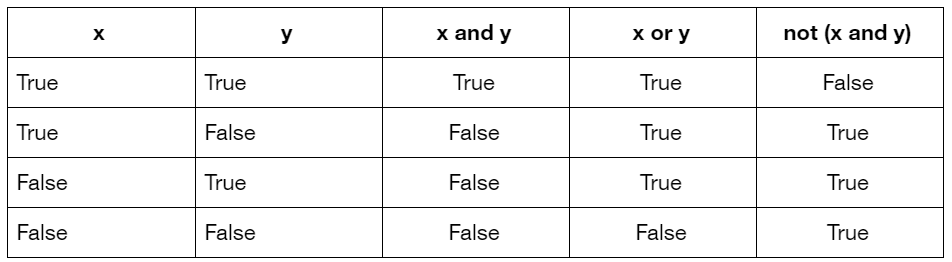 x y x and y x or y not (x and y)
True True True True False
True False False True True
False True False True True
False False False False True